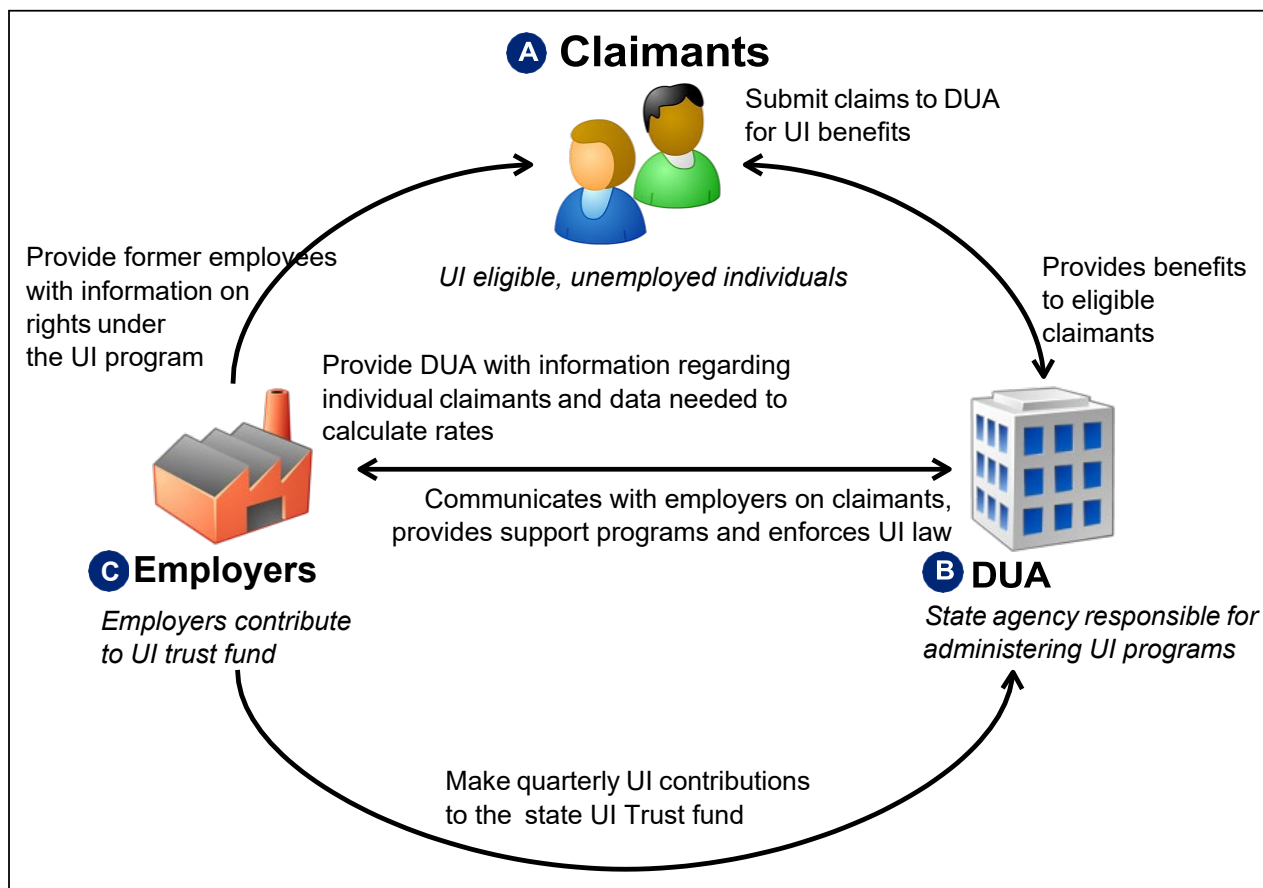 A Claimants
Submit claims to DUA
for UI benefits
UI eligible, unemployed individuals
Provide former employees
with information on
rights under
the UI program
Provides benefits
to eligible
claimants
Provide DUA with information regarding
individual claimants and data needed to
calculate rates
Communicates with employers on claimants,
provides support programs and enforces UI law
C Employers
Employers contribute
to UI trust fund
B DUA
State agency responsible for
administering UI programs
Make quarterly UI contributions
to the state UI Trust fund